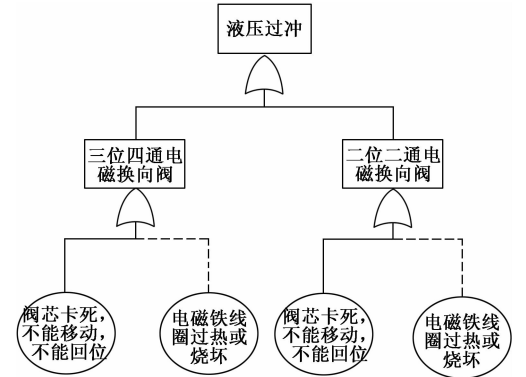 液压过冲
三位四通电
磁换向阀
二位二通电
磁换向阀
阀芯卡死，
不能移动，
不能回位
电磁铁线
圈过热或
烧坏
阀芯卡死，
不能移动，
不能回位
电磁铁线
圈过热或
烧坏